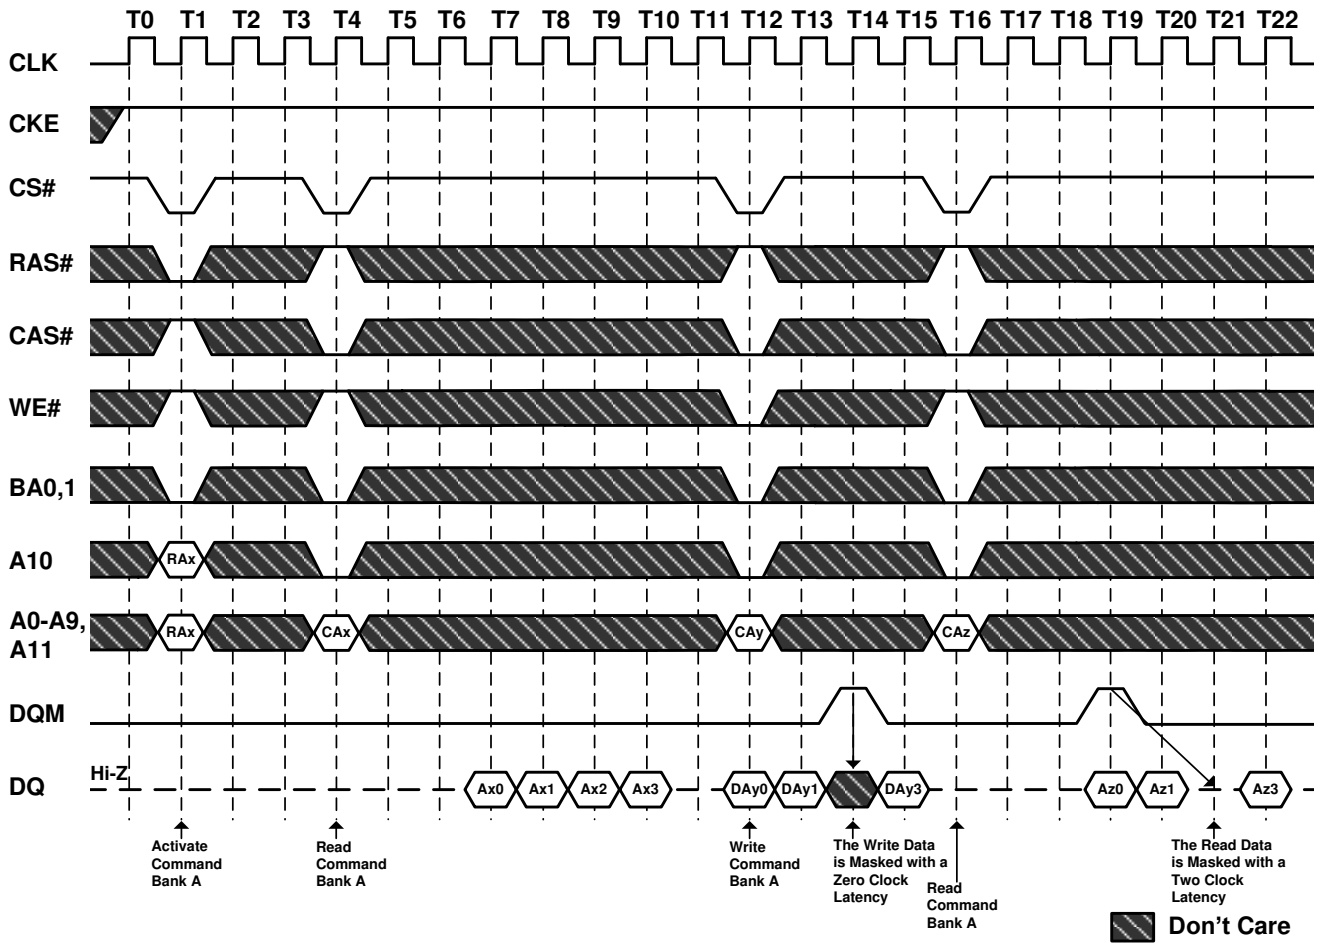 T0 T1 T2 T3 T4 T5 T6 T7 T8 T9 T10 T11 T12 T13 T14 T15 T16 T17 T18 T19 T20 T21 T22
CLK
CKE
CS#
RAS#
CAS#
WE#
BA0,1
A10 RAx
A0-A9,
A11
RAx CAx CAy CAz
DQM
DQ
Hi-Z
Ax0 Ax1 Ax2 Ax3 DAy0 DAy1 DAy3 Az0 Az1 Az3
Activate
Command
Bank A
Read
Command
Bank A
Write
Command
Bank A
The Write Data
is Masked with a
Zero Clock
Latency
Read
Command
Bank A
The Read Data
is Masked with a
Two Clock
Latency
Don't Care